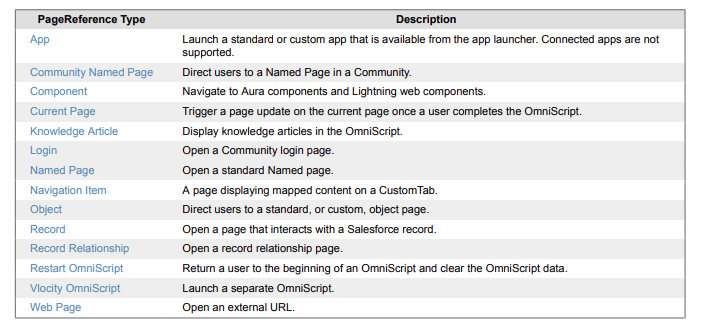 PageReference Type Description
App Launch a standard or custom app that is available from the app launcher. Connected apps are not
supported.
Community Named Page Direct users to a Named Page in a Community.
Component Navigate to Aura components and Lightning web components.
Current Page Trigger a page update on the current page once a user completes the OmniScript.
Knowledge Article Display knowledge articles in the OmniScript.
Login Open a Community login page.
Named Page Open a standard Named page.
Navigation Item A page displaying mapped content on a CustomTab.
Object Direct users to a standard, or custom, object page.
Record Open a page that interacts with a Salesforce record.
Record Relationship Open a record relationship page.
Restart OmniScript Return a user to the beginning of an OmniScript and clear the OmniScript data.
Vlocity OmniScript Launch a separate OmniScript.
Web Page Open an external URL.